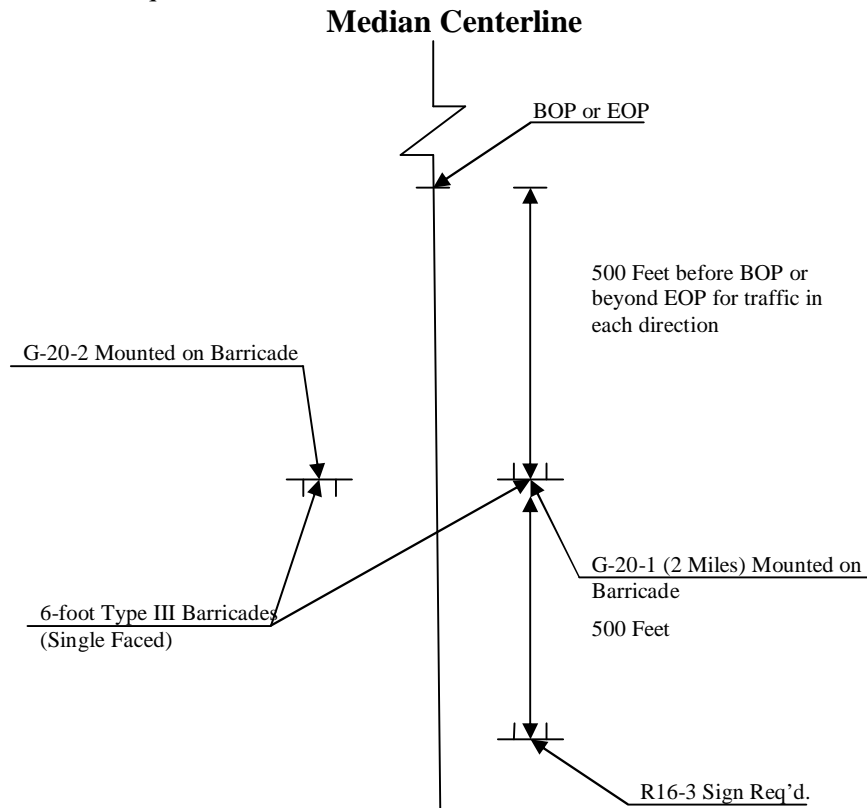 Median Centerline
BOP or EOP
500 Feet before BOP or
beyond EOP for traffic in
each direction
G-20-2 Mounted on Barricade
G-20-1 (2 Miles) Mounted on
Barricade
6-foot Type III Barricades
(Single Faced)
500 Feet
R16-3 Sign Req’d.